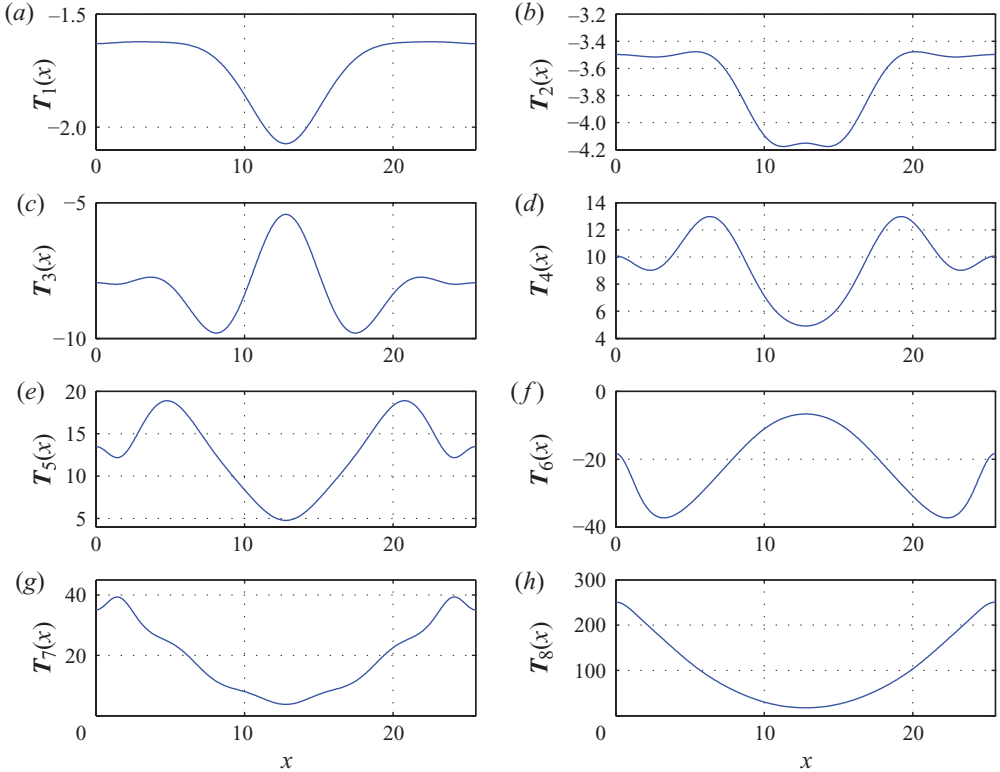 (a) (b)
−1.5 −3.2
−3.4
T1(x) T2(x)
−3.6
−3.8
−2.0 −4.0
−4.2
0 10 20 0 10 20
(c) (d)
−5 14
12
T3(x) T4(x)
10
8
6
−10 4
0 10 20 0 10 20
(e) (f)
20 0
15
T5(x) T6(x)
−20
10
5
−40
0 10 20 0 10 20
(g) (h)
40 300
T7(x) T8(x)
200
20
100
0 10 20 0 10 20
x x